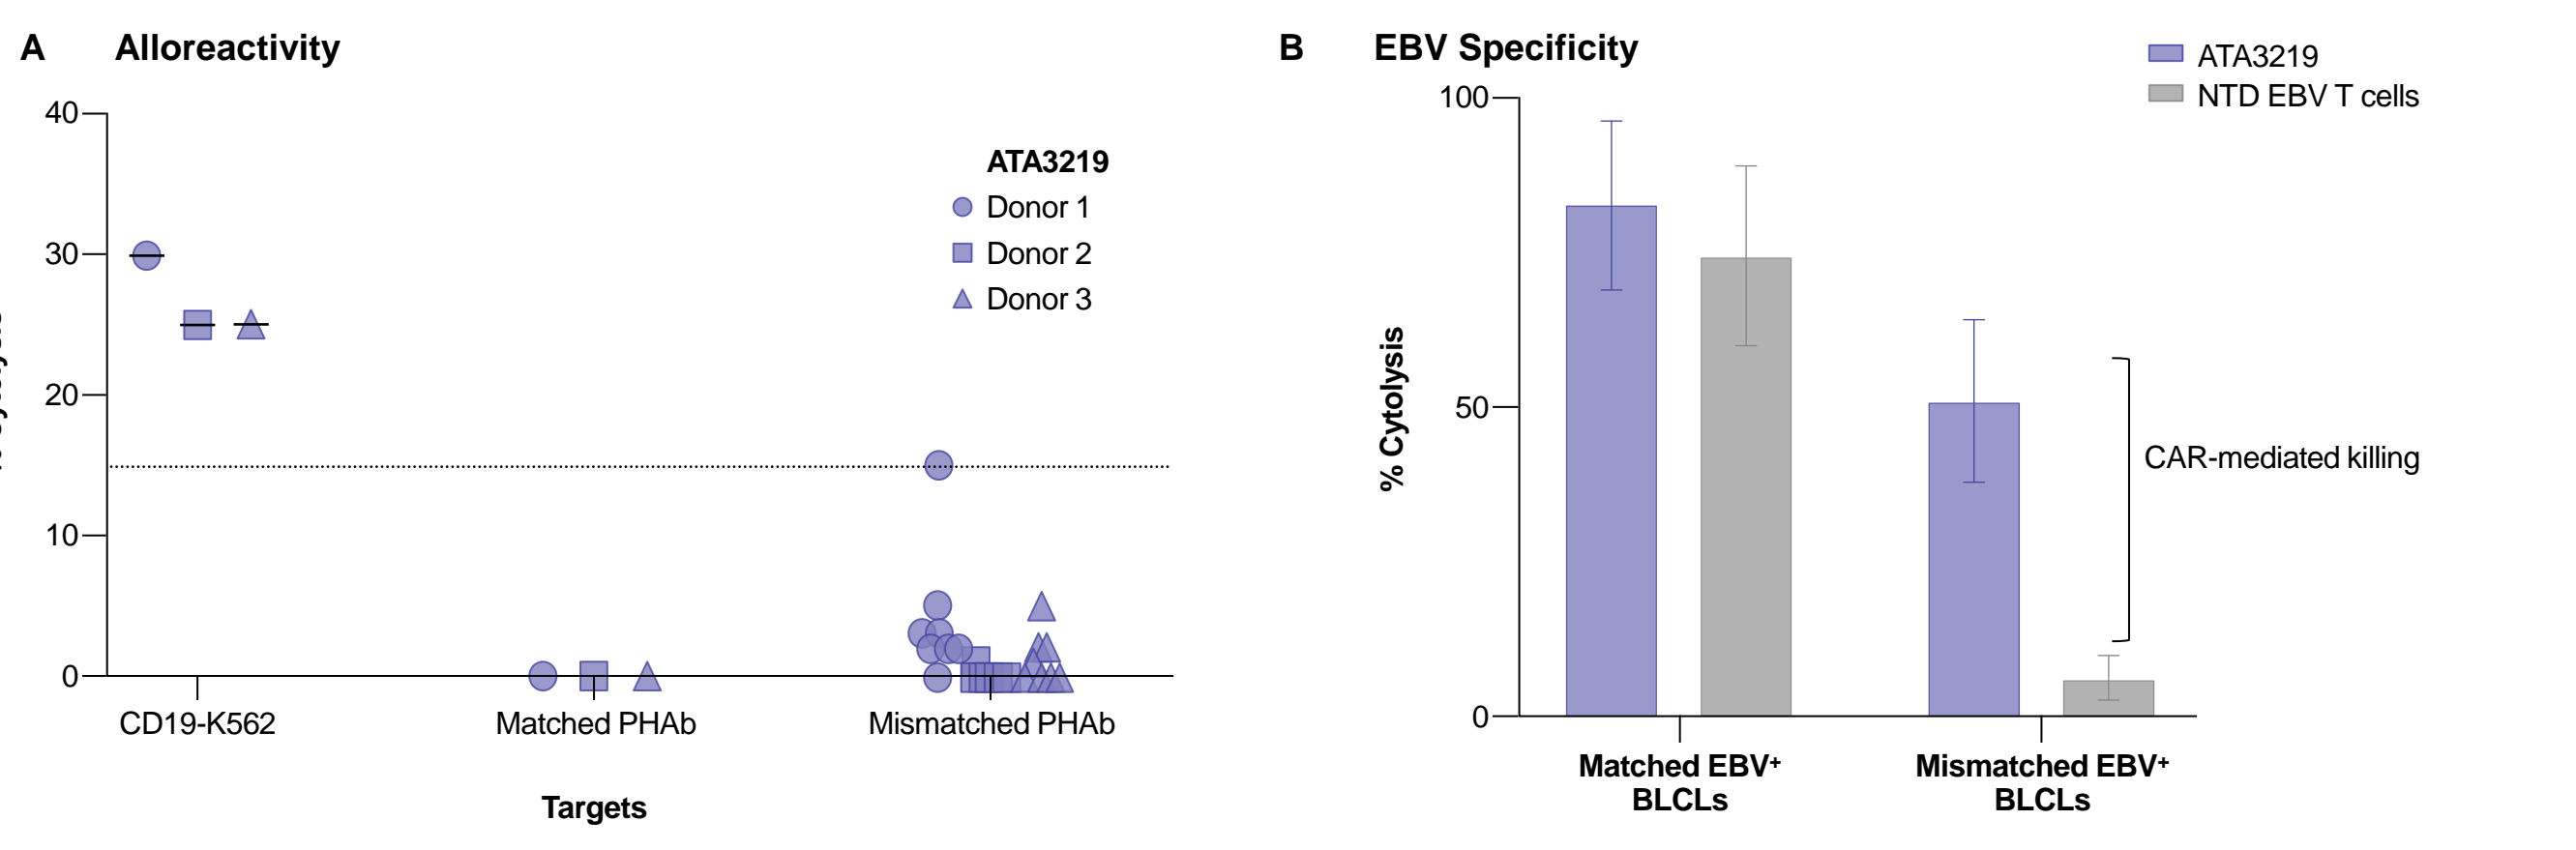 A Alloreactivity
40
30
20
10
0
ATA3219
Donor 1
Donor 2
Donor 3
CD19-K562
Matched PHAb
Mismatched PHAb
Targets
B EBV Specificity
ATA3219
NTD EBV T cells
% Cytolysis
100
50
0
CAR-mediated killing
Matched EBV⁺
BLCLs
Mismatched EBV⁺
BLCLs